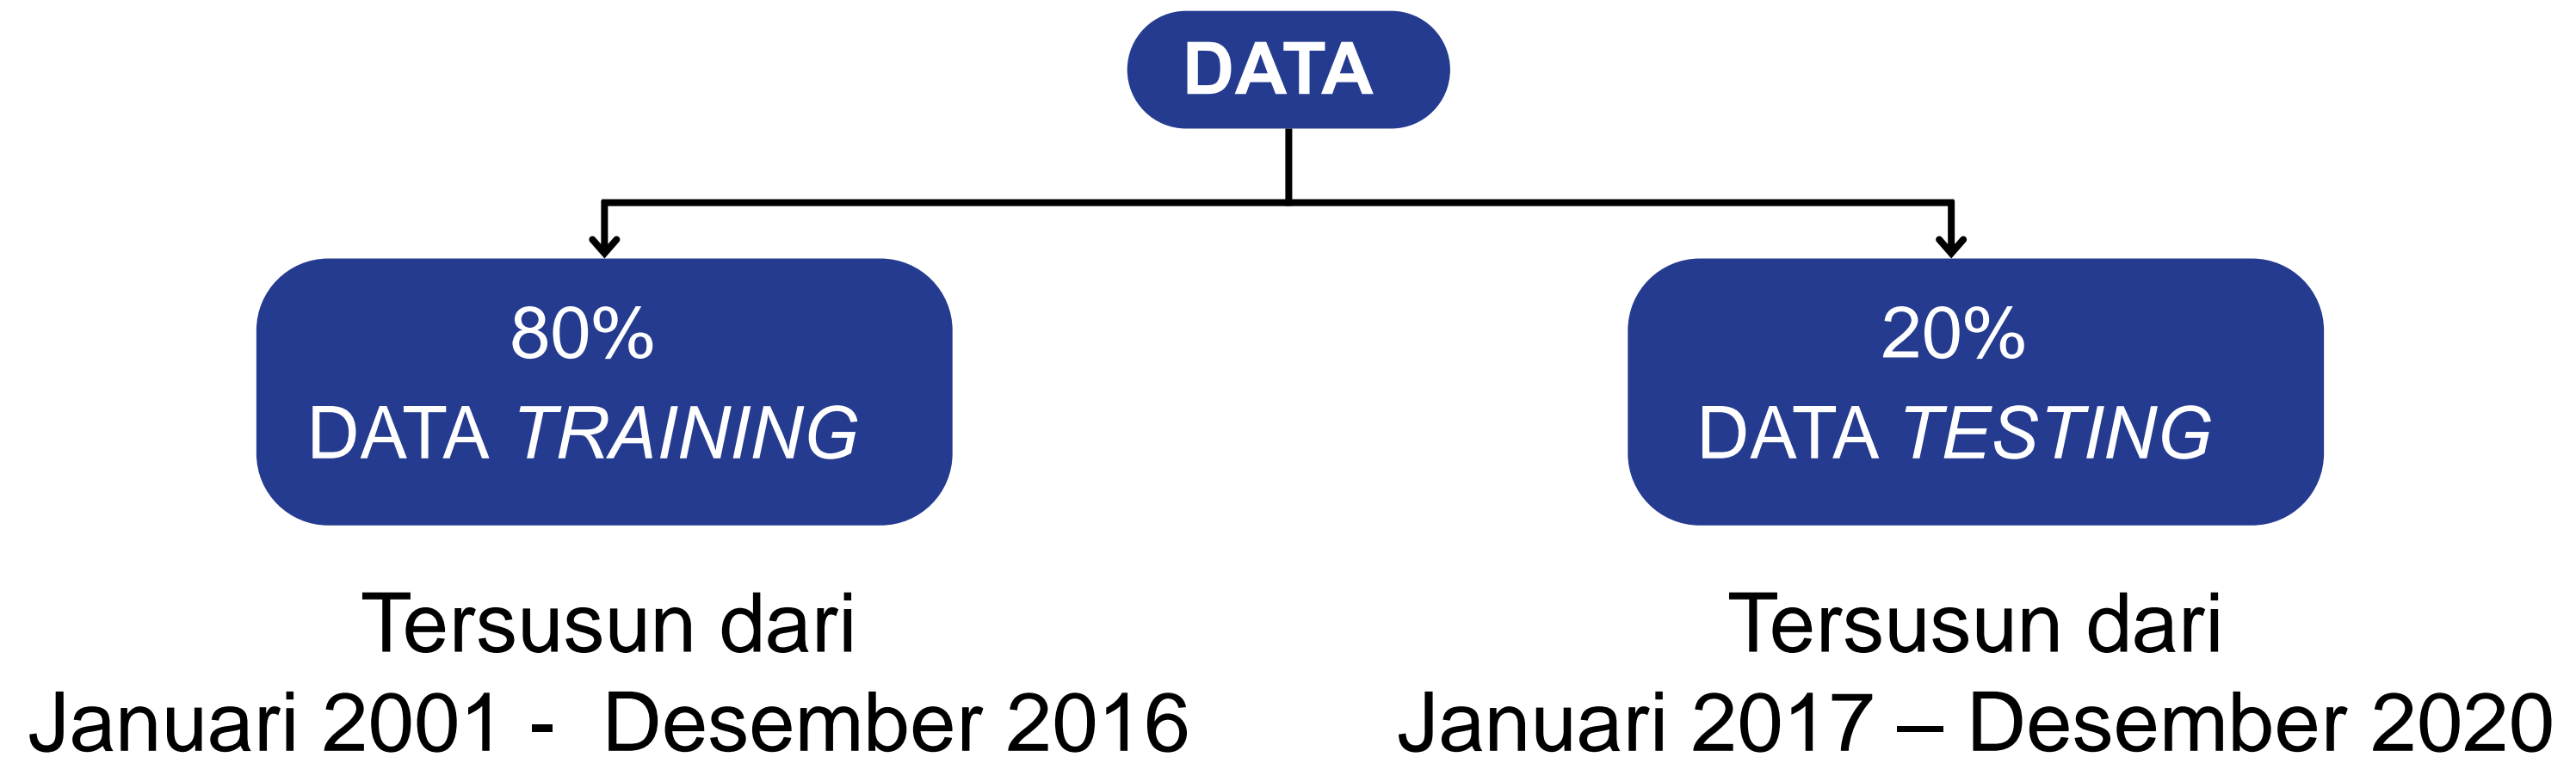 DATA
80%
DATA TRAINING
Tersusun dari
Januari 2001 - Desember 2016
20%
DATA TESTING
Tersusun dari
Januari 2017 – Desember 2020